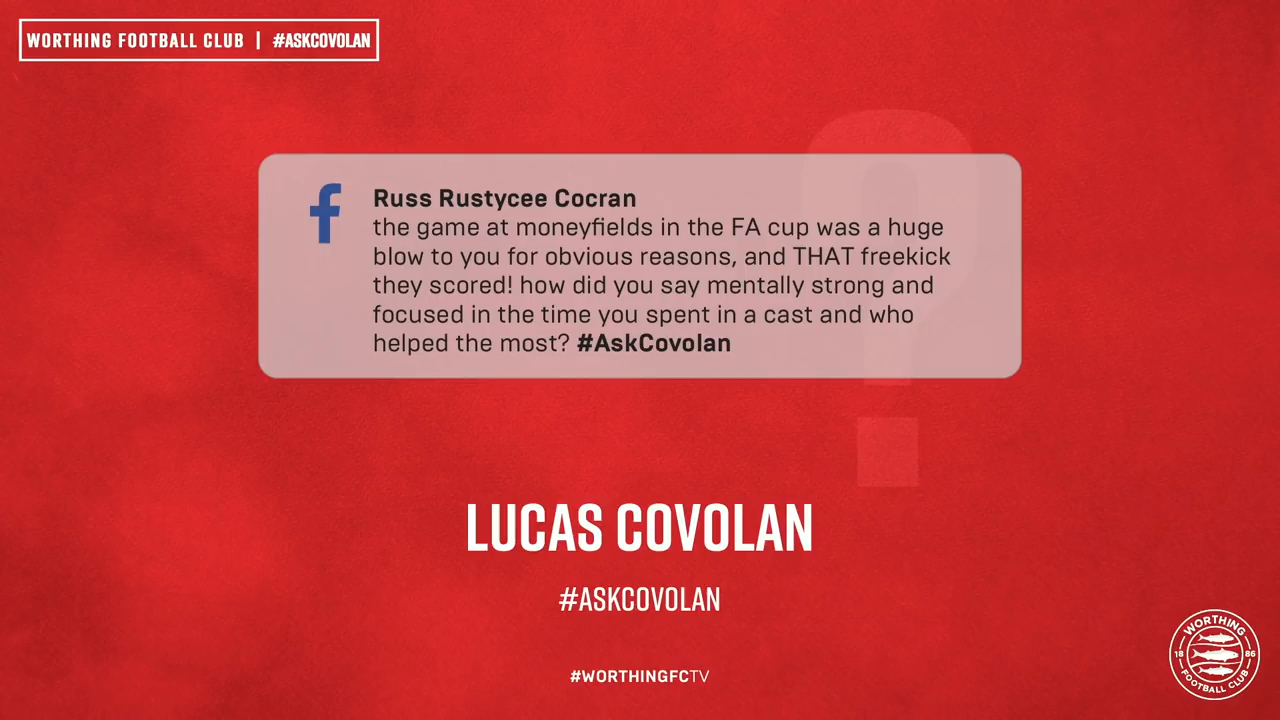 WORTHING FOOTBALL CLUB | #ASKCOVOLAN
Russ Rustycee Cocran
the game at moneyfields in the FA cup was a huge
blow to you for obvious reasons, and THAT freekick
they scored! how did you say mentally strong and
focused in the time you spent in a cast and who
helped the most? #AskCovolan
LUCAS COVOLAN
#ASKCOVOLAN
#WORTHINGFCTV
WORTHING
18 86
FOOTBALL CLUB